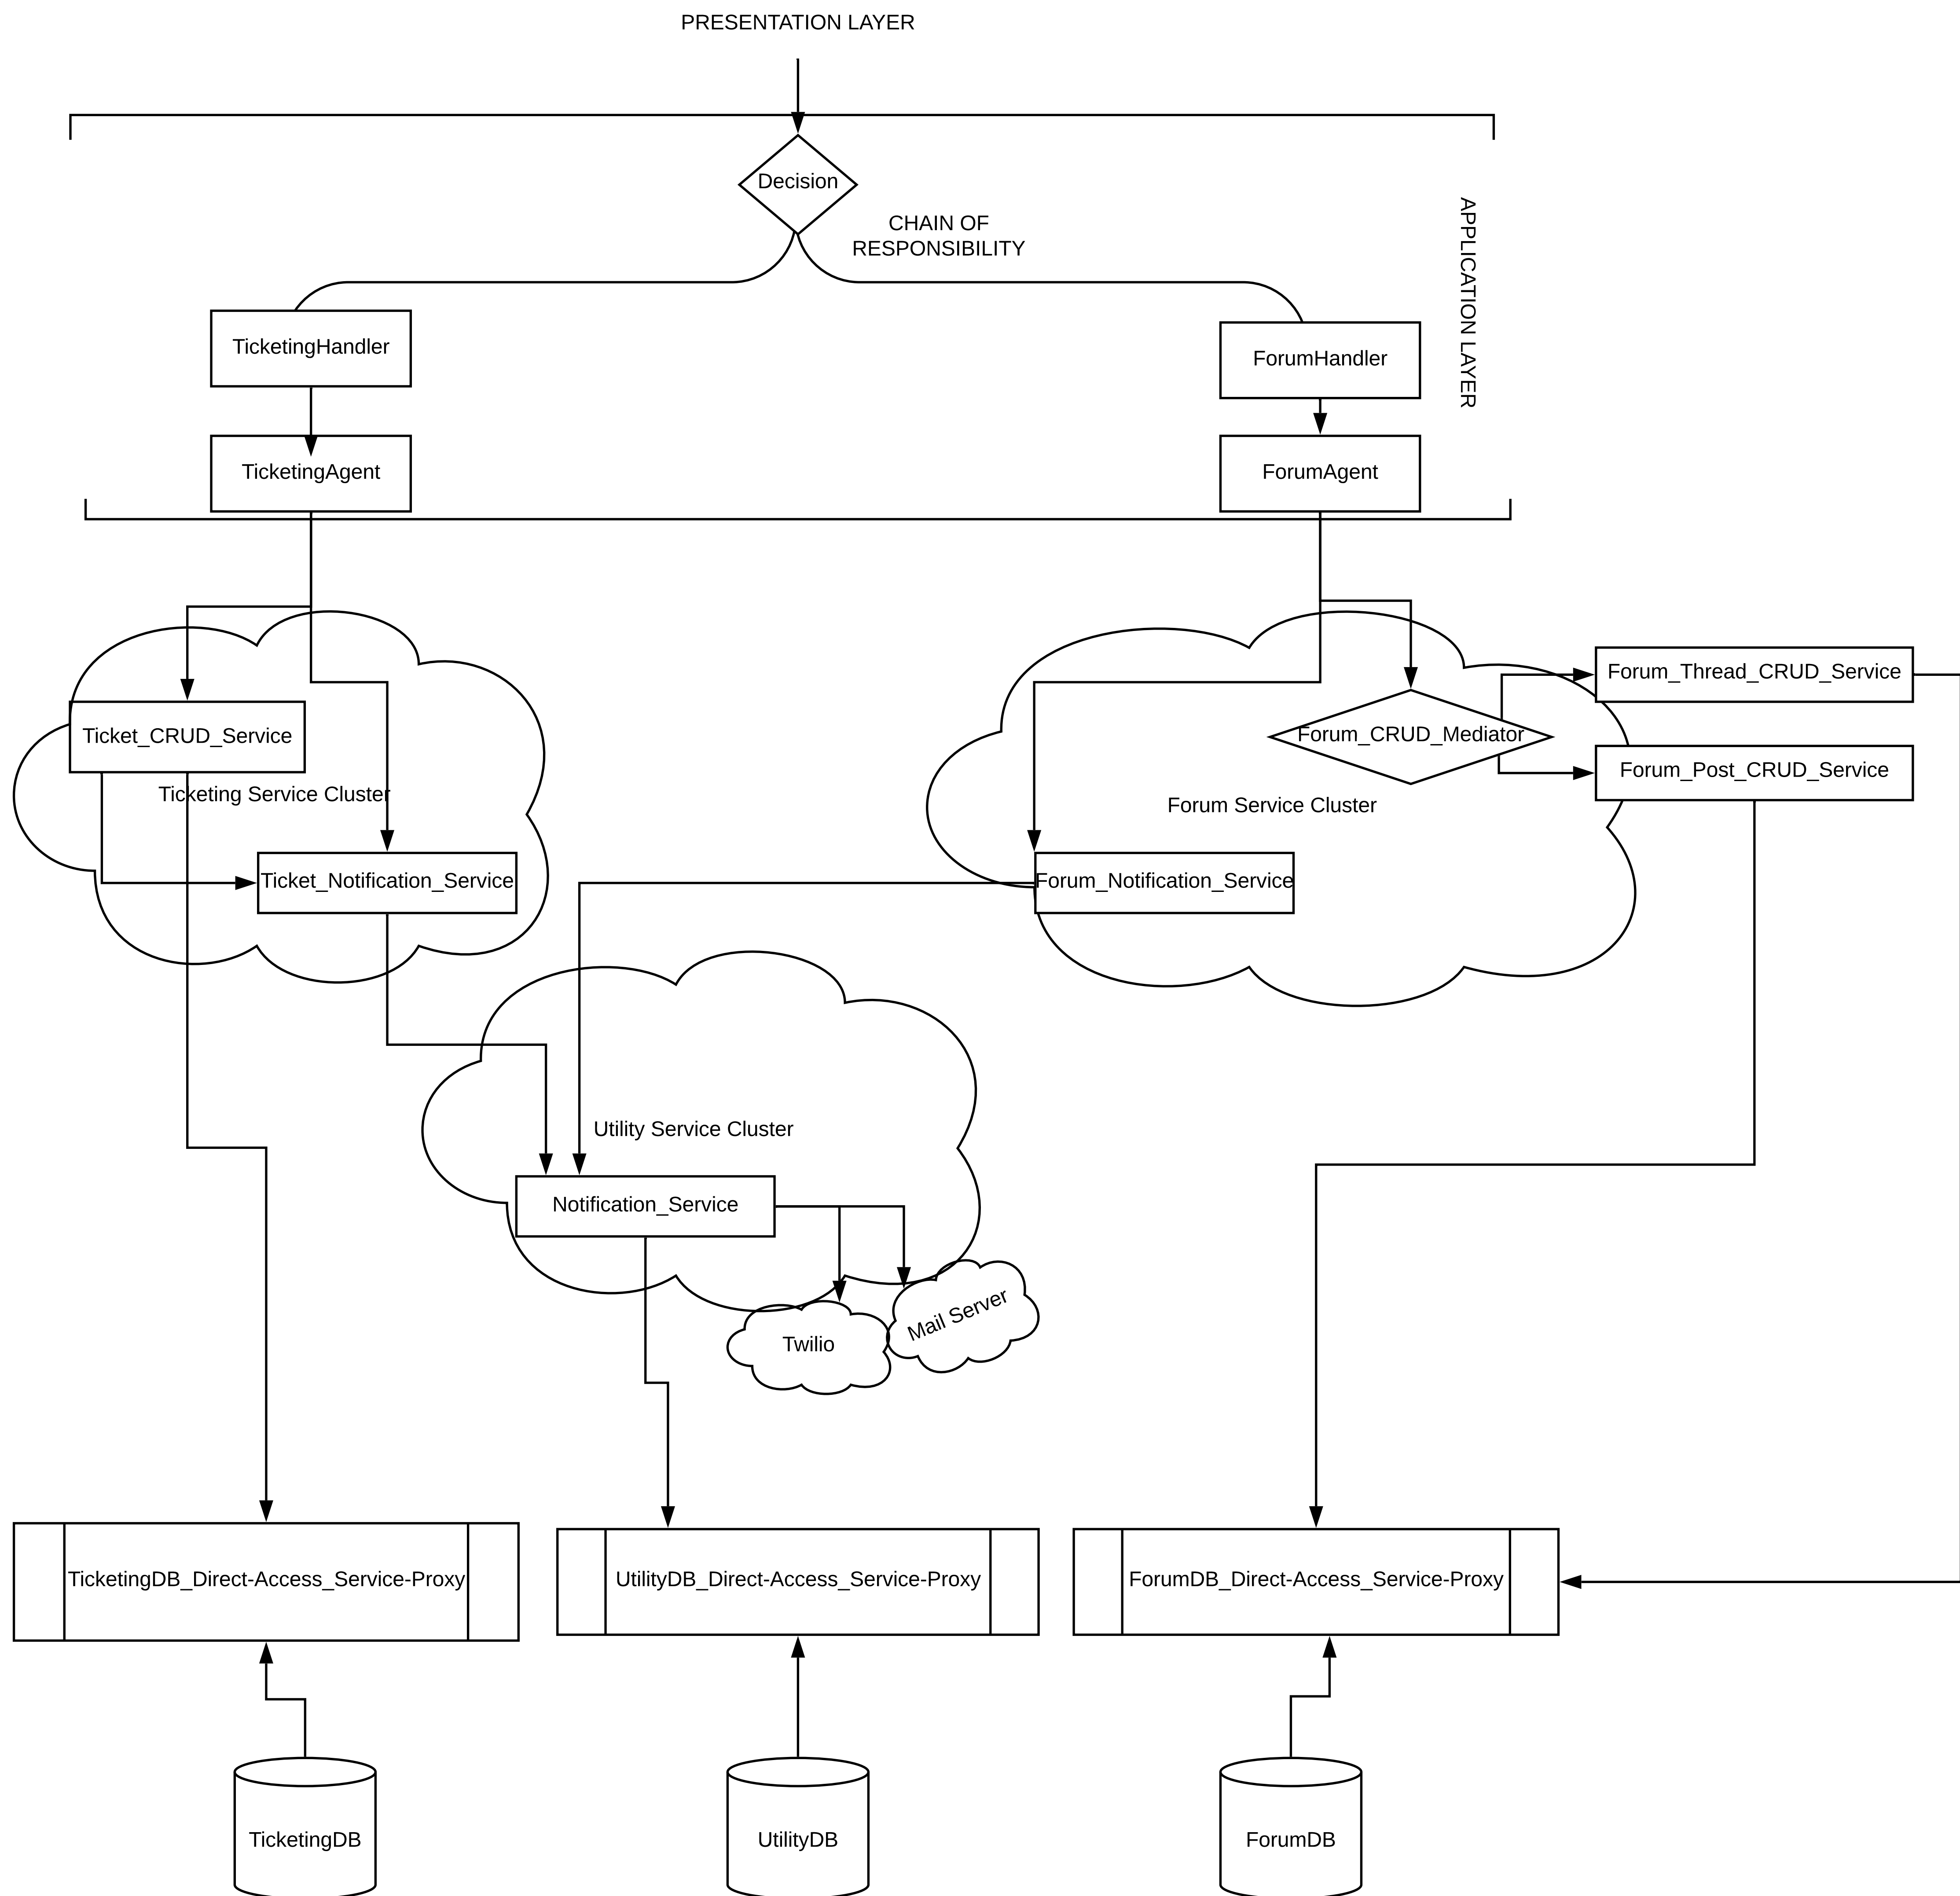 PRESENTATION LAYER
Decision
CHAIN OF
RESPONSIBILITY
APPLICATION LAYER
TicketingHandler
ForumHandler
TicketingAgent
ForumAgent
Forum_Thread_CRUD_Service
Ticket_CRUD_Service
Forum_CRUD_Mediator
Forum_Post_CRUD_Service
Ticketing Service Cluster
Forum Service Cluster
Ticket_Notification_Service
Forum_Notification_Service
Utility Service Cluster
Notification_Service
Mail Server
Twilio
TicketingDB_Direct-Access_Service-Proxy
UtilityDB_Direct-Access_Service-Proxy
ForumDB_Direct-Access_Service-Proxy
TicketingDB
UtilityDB
ForumDB